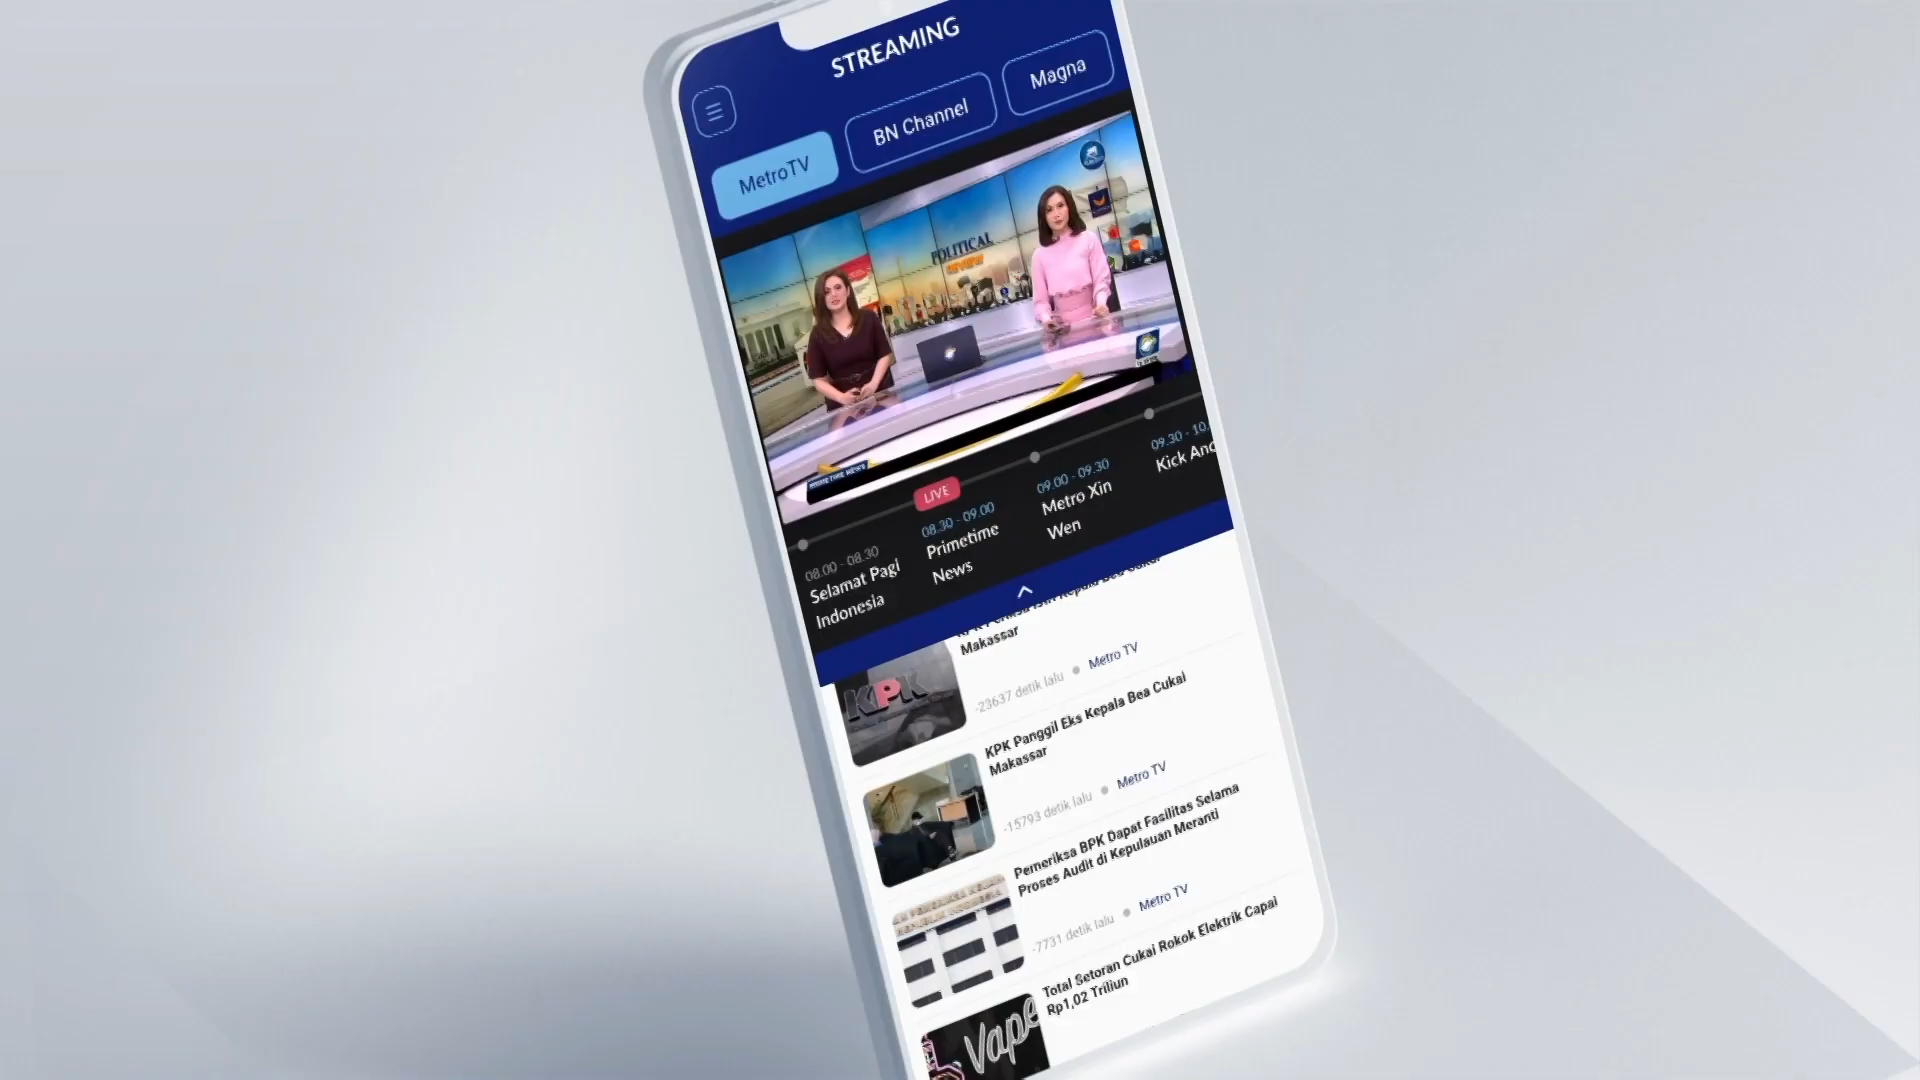 STREAMING
MetroTV
BN Channel
Magna
POLITICAL
REVIEW
PRIMETIME NEWS
LIVE
08.00 - 08.30
Selamat Pagi
Indonesia
08.30 - 09.00
Primetime
News
09.00 - 09.30
Metro Xin
Wen
09.30 - 10.
Kick And
Makassar
-23637 detik lalu
Metro TV
KPK
KPK Panggil Eks Kepala Bea Cukai
Makassar
-15793 detik lalu
Metro TV
Pemeriksa BPK Dapat Fasilitas Selama
Proses Audit di Kepulauan Meranti
-7731 detik lalu
Metro TV
Total Setoran Cukai Rokok Elektrik Capai
Rp1,02 Triliun
Vape